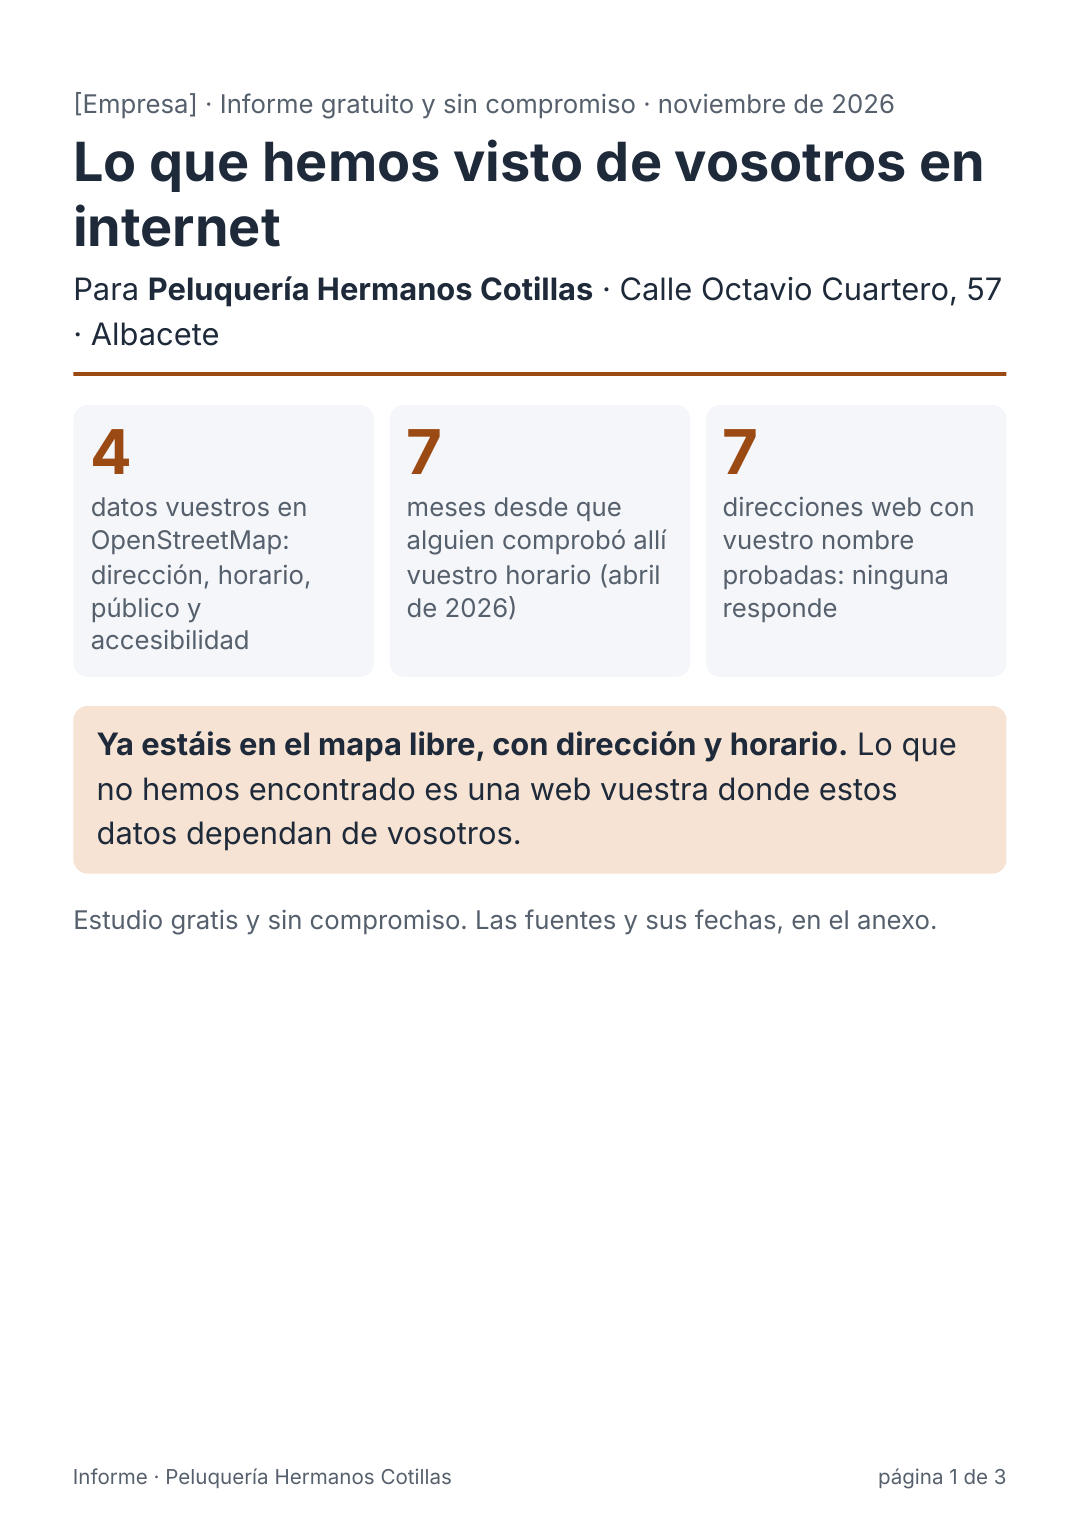 [Empresa] · Informe gratuito y sin compromiso · noviembre de 2026
Lo que hemos visto de vosotros en
internet
Para Peluquería Hermanos Cotillas · Calle Octavio Cuartero, 57
· Albacete
4
datos vuestros en
OpenStreetMap:
dirección, horario,
público y
accesibilidad
7
meses desde que
alguien comprobó allí
vuestro horario (abril
de 2026)
7
direcciones web con
vuestro nombre
probadas: ninguna
responde
Ya estáis en el mapa libre, con dirección y horario. Lo que
no hemos encontrado es una web vuestra donde estos
datos dependan de vosotros.
Estudio gratis y sin compromiso. Las fuentes y sus fechas, en el anexo.
Informe · Peluquería Hermanos Cotillas
página 1 de 3